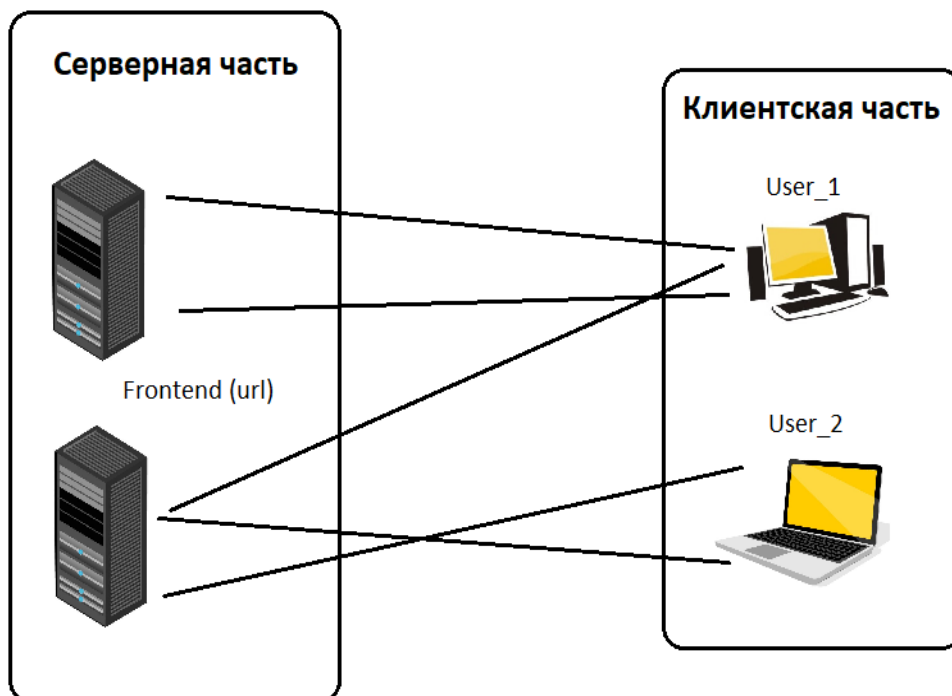 Серверная часть
Клиентская часть
User_1
Frontend (url)
User_2